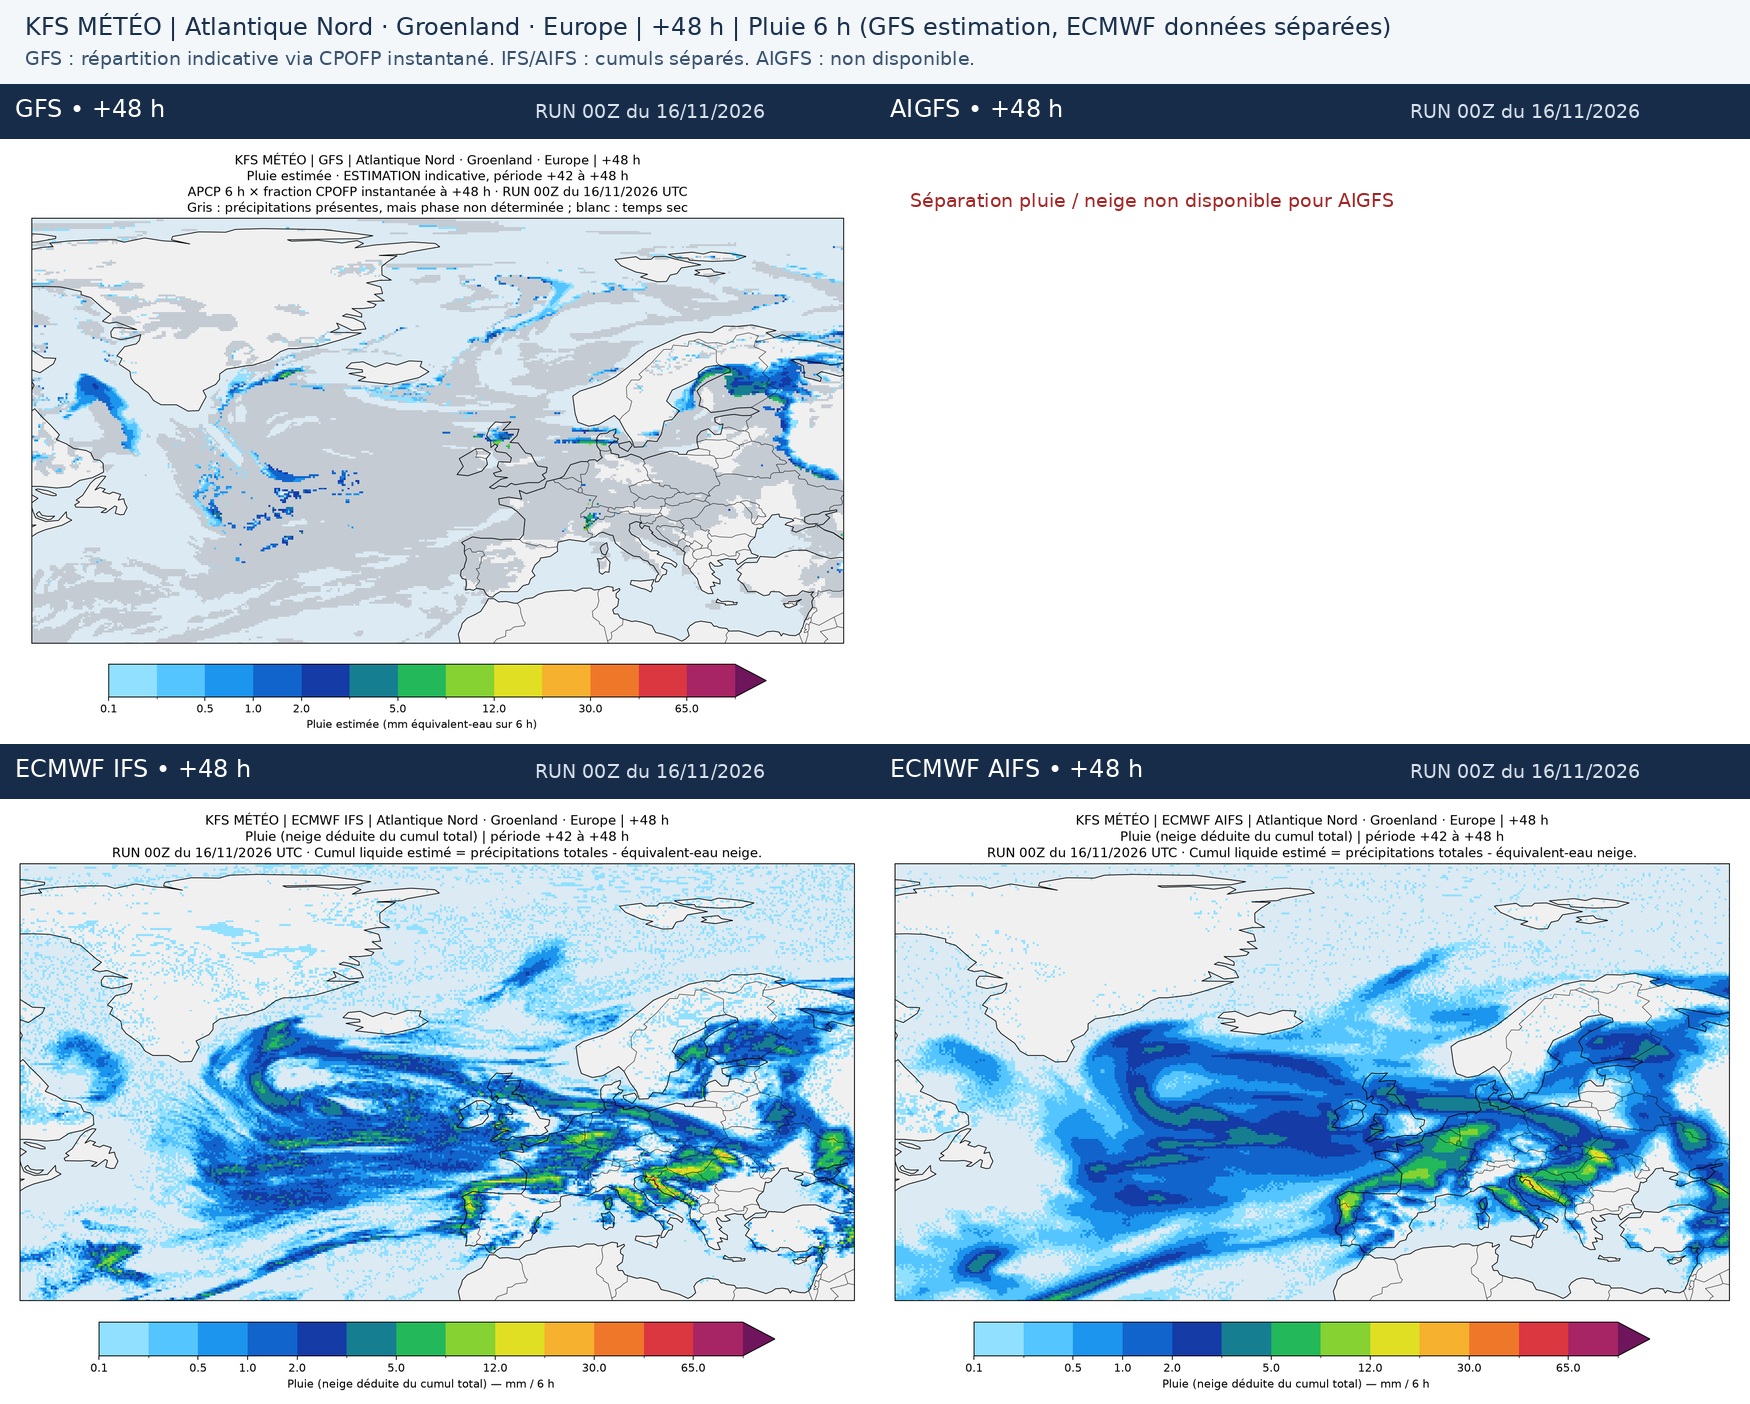 KFS MÉTÉO | Atlantique Nord · Groenland · Europe | +48 h | Pluie 6 h (GFS estimation, ECMWF données séparées)
GFS : répartition indicative via CPOFP instantané. IFS/AIFS : cumuls séparés. AIGFS : non disponible.
GFS • +48 h
RUN 00Z du 16/11/2026
AIGFS • +48 h
RUN 00Z du 16/11/2026
KFS MÉTÉO | GFS | Atlantique Nord · Groenland · Europe | +48 h
Pluie estimée · ESTIMATION indicative, période +42 à +48 h
APCP 6 h × fraction CPOFP instantanée à +48 h · RUN 00Z du 16/11/2026 UTC
Gris : précipitations présentes, mais phase non déterminée ; blanc : temps sec
Séparation pluie / neige non disponible pour AIGFS
0.1 0.5 1.0 2.0 5.0 12.0 30.0 65.0
Pluie estimée (mm équivalent-eau sur 6 h)
ECMWF IFS • +48 h
RUN 00Z du 16/11/2026
ECMWF AIFS • +48 h
RUN 00Z du 16/11/2026
KFS MÉTÉO | ECMWF IFS | Atlantique Nord · Groenland · Europe | +48 h
Pluie (neige déduite du cumul total) | période +42 à +48 h
RUN 00Z du 16/11/2026 UTC · Cumul liquide estimé = précipitations totales - équivalent-eau neige.
0.1 0.5 1.0 2.0 5.0 12.0 30.0 65.0
Pluie (neige déduite du cumul total) — mm / 6 h
KFS MÉTÉO | ECMWF AIFS | Atlantique Nord · Groenland · Europe | +48 h
Pluie (neige déduite du cumul total) | période +42 à +48 h
RUN 00Z du 16/11/2026 UTC · Cumul liquide estimé = précipitations totales - équivalent-eau neige.
0.1 0.5 1.0 2.0 5.0 12.0 30.0 65.0
Pluie (neige déduite du cumul total) — mm / 6 h